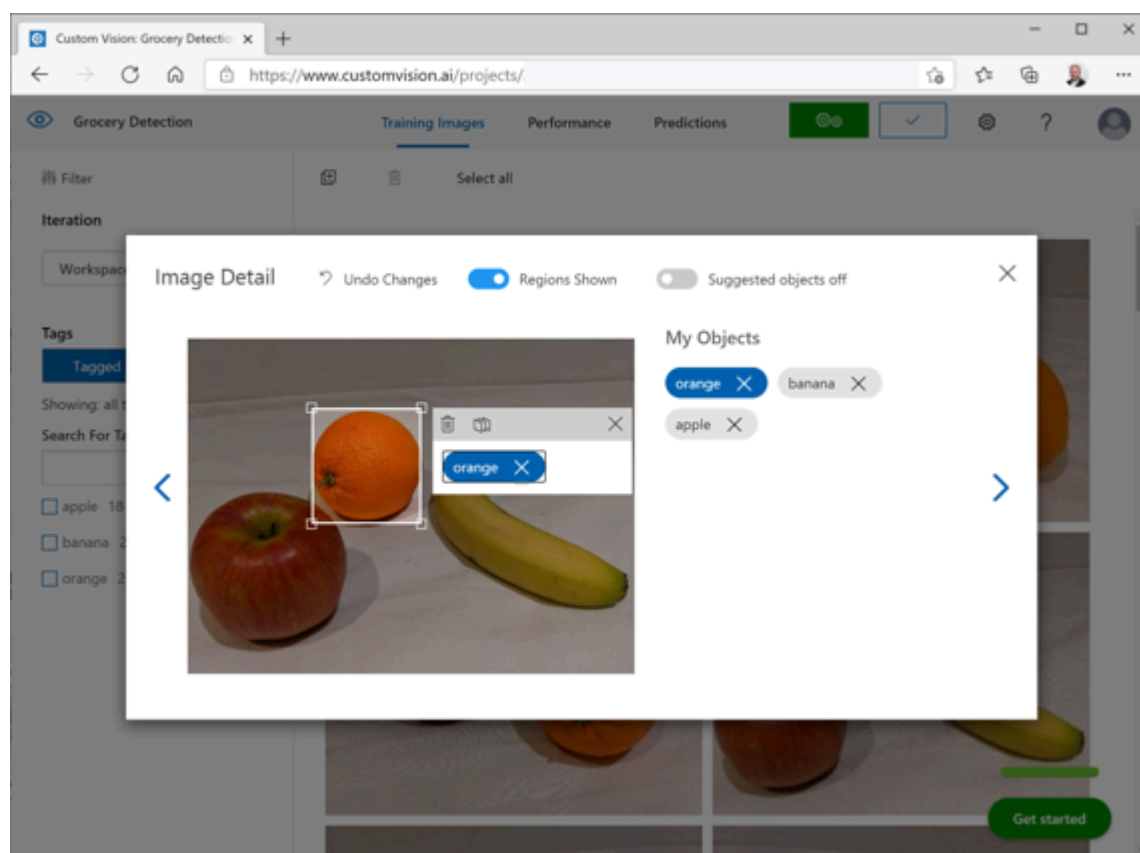 Custom Vision: Grocery Detectio
https://www.customvision.ai/projects/
Grocery Detection
Training Images
Performance
Predictions
?
Filter
Select all
Iteration
Workspac
Image Detail
Undo Changes
Regions Shown
Suggested objects off
Tags
Tagged
My Objects
orange
banana
apple
Showing: all t
Search For Ta
orange
apple 18
banana 2
orange 2
Get started